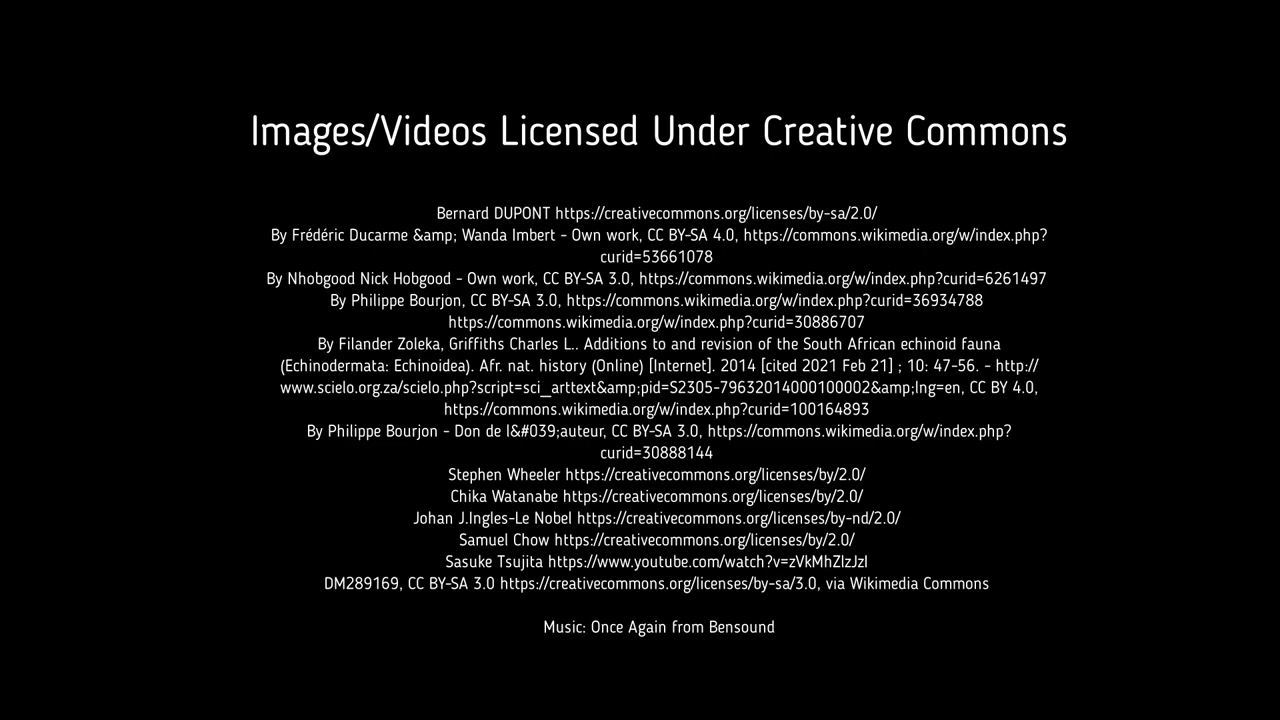 Images/Videos Licensed Under Creative Commons
Bernard DUPONT https://creativecommons.org/licenses/by-sa/2.0/
By Frédéric Ducarme &amp; Wanda Imbert - Own work, CC BY-SA 4.0, https://commons.wikimedia.org/w/index.php?
curid=53661078
By Nhobgood Nick Hobgood - Own work, CC BY-SA 3.0, https://commons.wikimedia.org/w/index.php?curid=6261497
By Philippe Bourjon, CC BY-SA 3.0, https://commons.wikimedia.org/w/index.php?curid=36934788
https://commons.wikimedia.org/w/index.php?curid=30886707
By Filander Zoleka, Griffiths Charles L.. Additions to and revision of the South African echinoid fauna
(Echinodermata: Echinoidea). Afr. nat. history (Online) [Internet]. 2014 [cited 2021 Feb 21] ; 10: 47-56. - http://
www.scielo.org.za/scielo.php?script=sci_arttext&amp;pid=S2305-79632014000100002&amp;lng=en, CC BY 4.0,
https://commons.wikimedia.org/w/index.php?curid=100164893
By Philippe Bourjon - Don de l&#039;auteur, CC BY-SA 3.0, https://commons.wikimedia.org/w/index.php?
curid=30888144
Stephen Wheeler https://creativecommons.org/licenses/by/2.0/
Chika Watanabe https://creativecommons.org/licenses/by/2.0/
Johan J.Ingles-Le Nobel https://creativecommons.org/licenses/by-nd/2.0/
Samuel Chow https://creativecommons.org/licenses/by/2.0/
Sasuke Tsujita https://www.youtube.com/watch?v=zVkMhZIzJzI
DM289169, CC BY-SA 3.0 https://creativecommons.org/licenses/by-sa/3.0, via Wikimedia Commons
Music: Once Again from Bensound